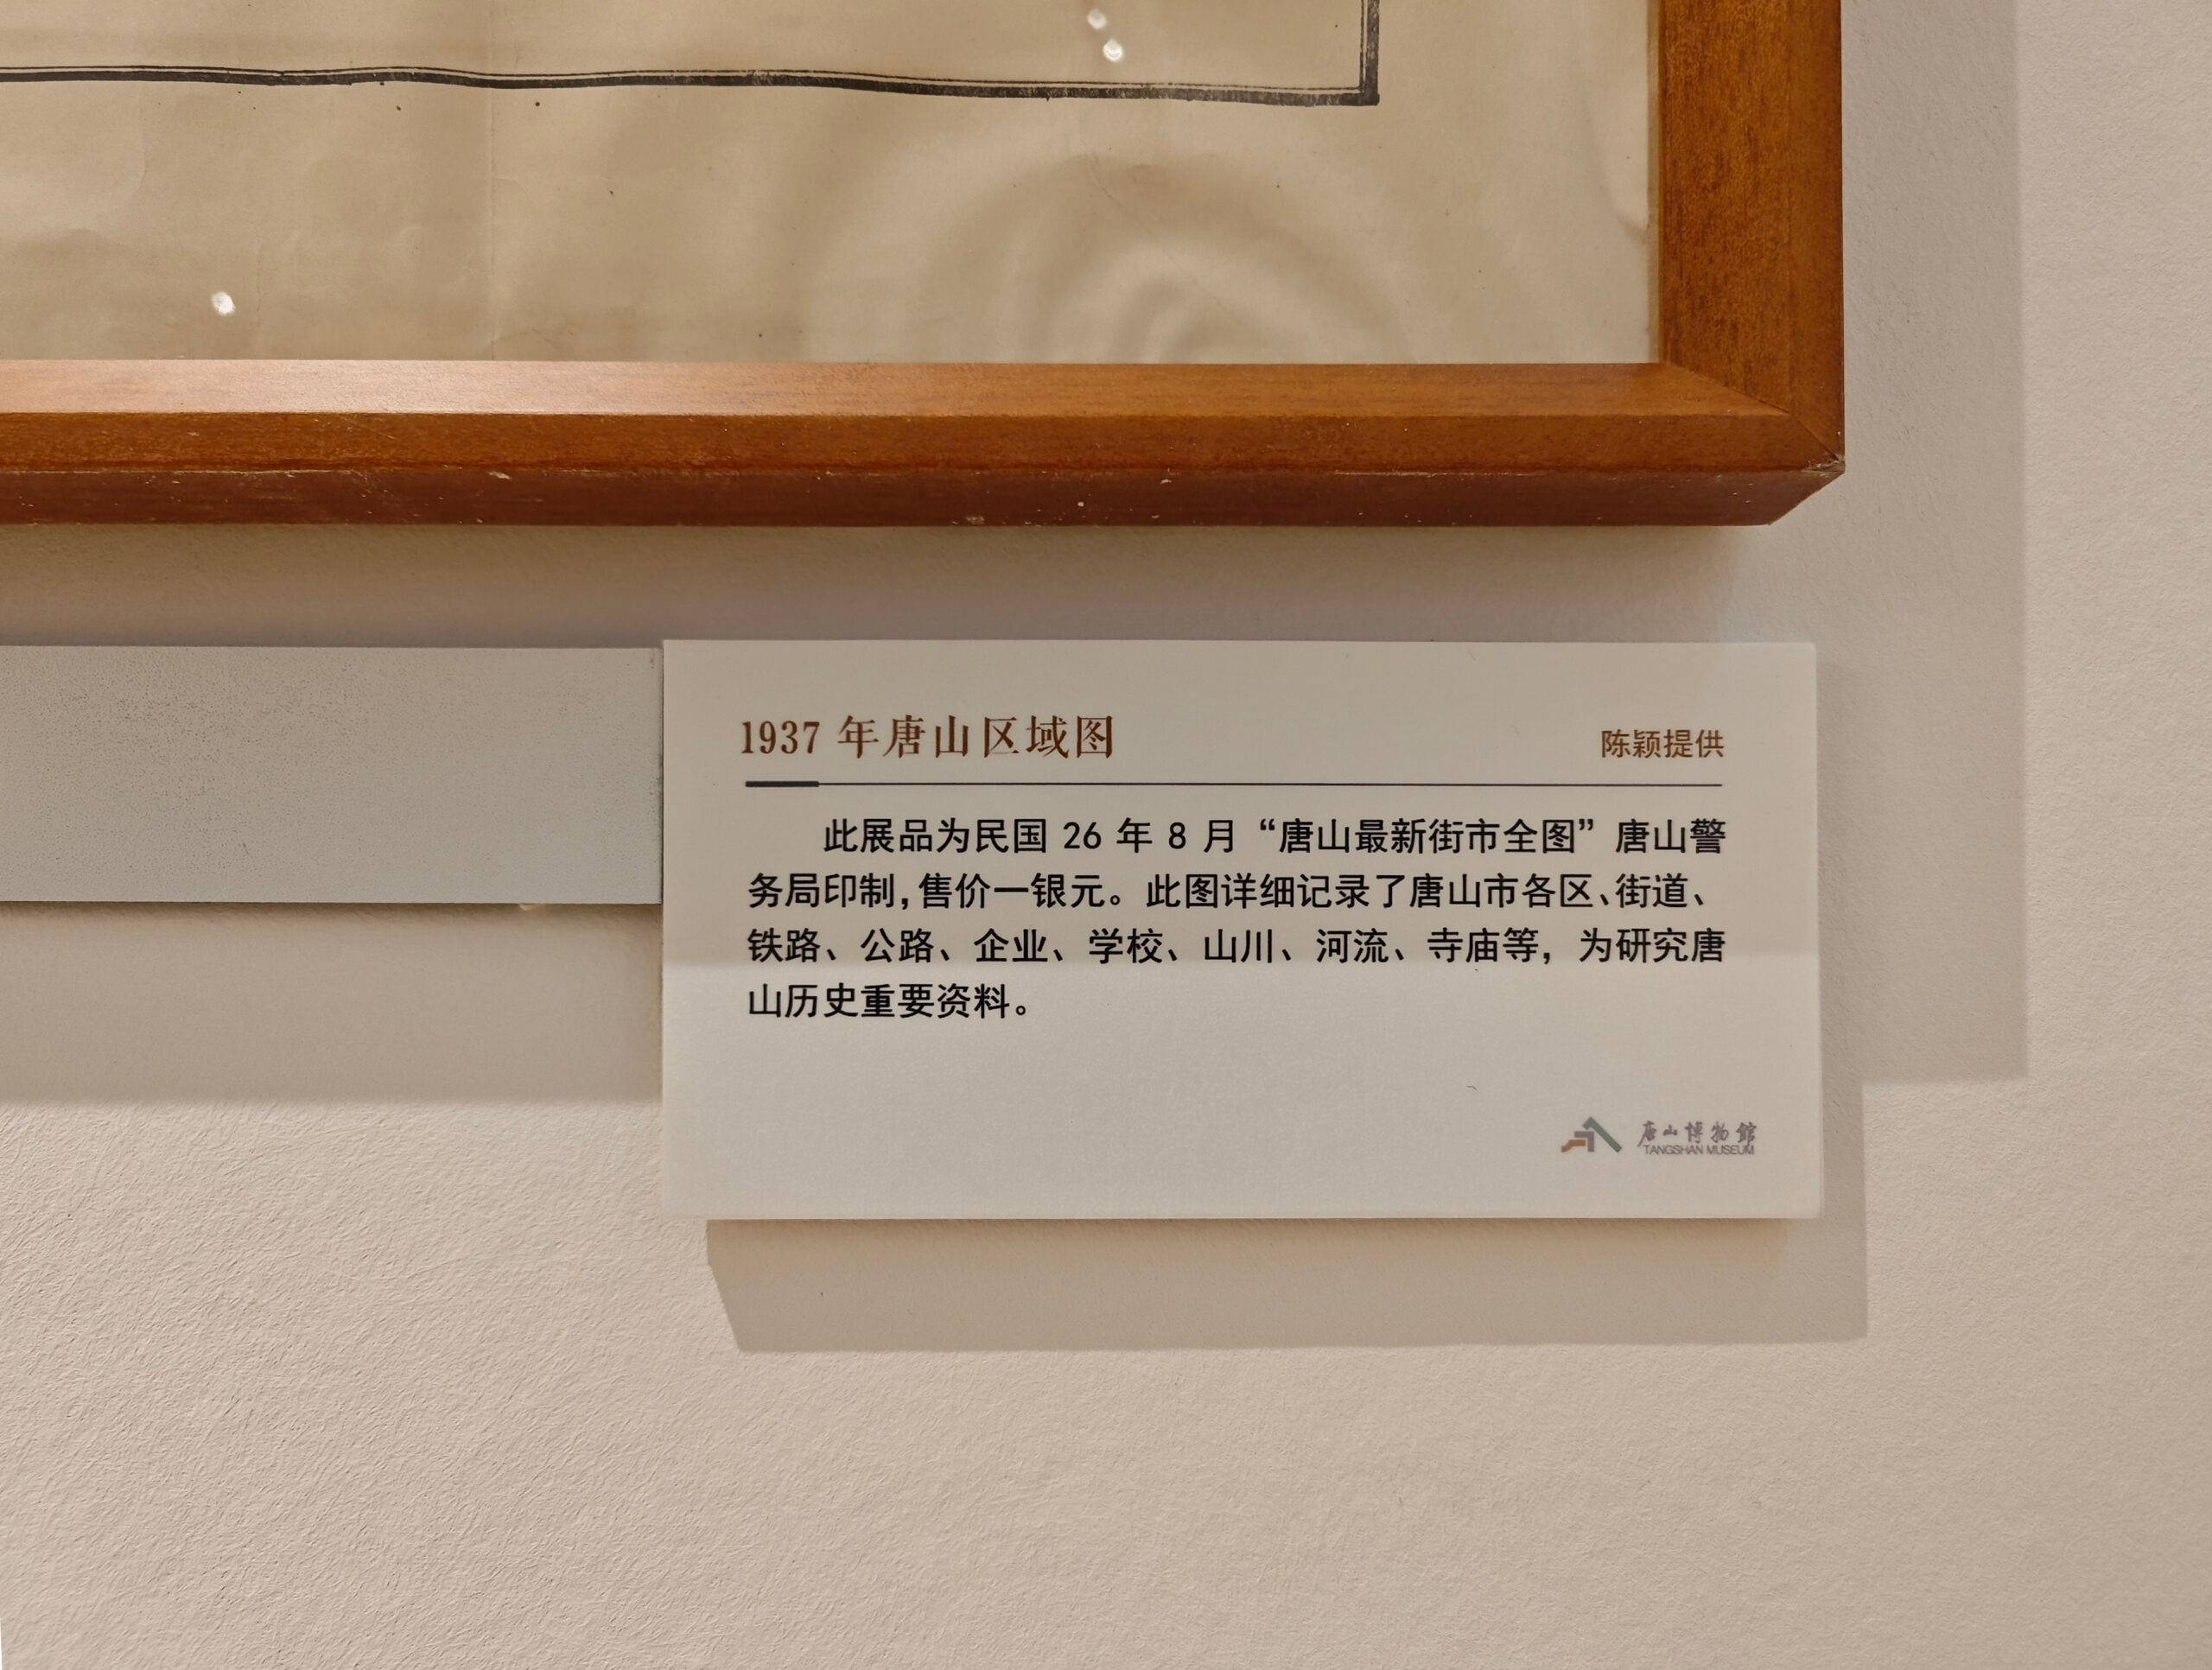 1937 年唐山区域图
陈颖提供
此展品为民国 26 年 8 月“唐山最新街市全图”唐山警
务局印制,售价一银元。此图详细记录了唐山市各区、街道、
铁路、公路、企业、学校、山川、河流、寺庙等，为研究唐
山历史重要资料。
唐山博物館
TANGSHAN MUSEUM